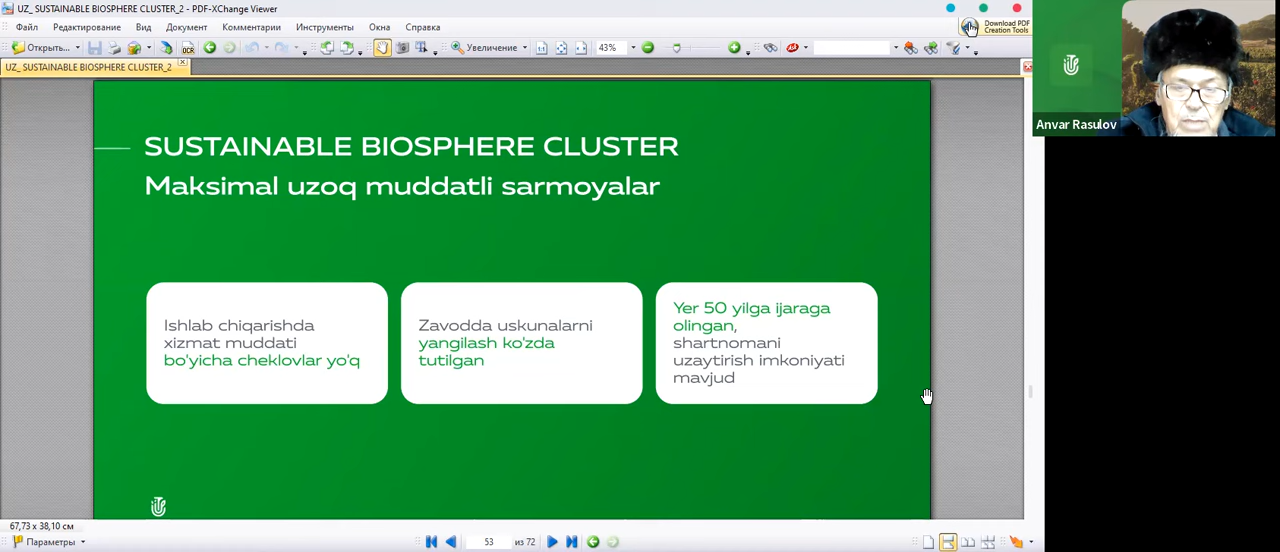 UZ_ SUSTAINABLE BIOSPHERE CLUSTER_2 - PDF-XChange Viewer
Файл Редактирование Вид Документ Комментарии Инструменты Окна Справка
Download PDF
Creation Tools
Открыть... OCR Увеличение 1:1 43%
UZ_ SUSTAINABLE BIOSPHERE CLUSTER_2
Anvar Rasulov
SUSTAINABLE BIOSPHERE CLUSTER
Maksimal uzoq muddatli sarmoyalar
Ishlab chiqarishda
xizmat muddati
bo'yicha cheklovlar yo'q
Zavodda uskunalarni
yangilash ko'zda
tutilgan
Yer 50 yilga ijaraga
olingan,
shartnomani
uzaytirish imkoniyati
mavjud
67,73 x 38,10 см
Параметры
53 из 72